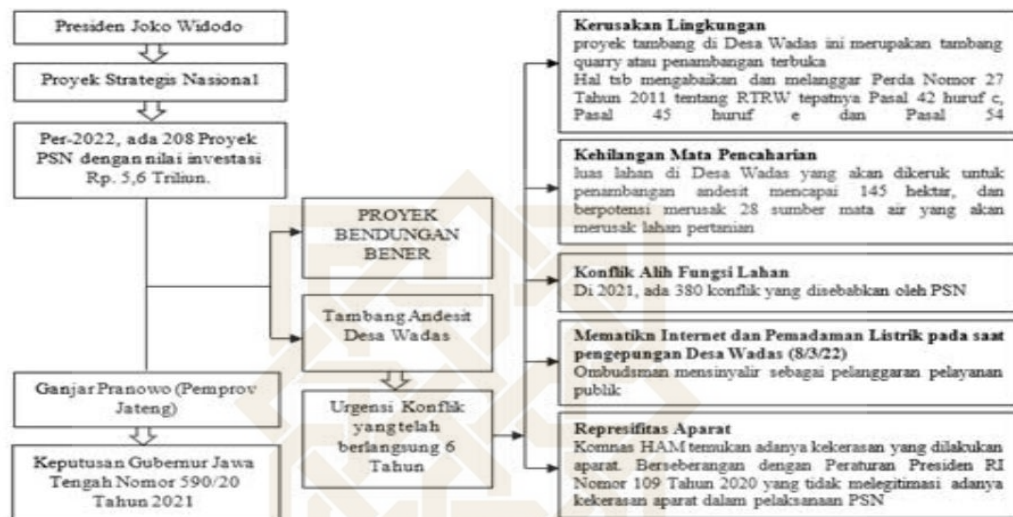 Presiden Joko Widodo
Proyek Strategis Nasional
Per-2022, ada 208 Proyek
PSN dengan nilai investasi
Rp. 5,6 Triliun.
Ganjar Pranowo (Pemprov
Jateng)
Keputusan Gubernur Jawa
Tengah Nomor 590/20
Tahun 2021
PROYEK
BENDUNGAN
BENER
Tambang Andesit
Desa Wadas
Urgensi Konflik
yang telah
berlangsung 6
Tahun
Kerusakan Lingkungan
proyek tambang di Desa Wadas ini merupakan tambang
quarry atau penambangan terbuka
Hal tsb mengabaikan dan melanggar Perda Nomor 27
Tahun 2011 tentang RTRW tepatnya Pasal 42 huruf c,
Pasal 45 huruf e dan Pasal 54
Kehilangan Mata Pencaharian
luas lahan di Desa Wadas yang akan dikeruk untuk
penambangan andesit mencapai 145 hektar, dan
berpotensi merusak 28 sumber mata air yang akan
merusak lahan pertanian
Konflik Alih Fungsi Lahan
Di 2021, ada 380 konflik yang disebabkan oleh PSN
Mematikn Internet dan Pemadaman Listrik pada saat
pengepungan Desa Wadas (8/3/22)
Ombudsman mensinyalir sebagai pelanggaran pelayanan
publik
Represifitas Aparat
Komnas HAM temukan adanya kekerasan yang dilakukan
aparat. Berseberangan dengan Peraturan Presiden RI
Nomor 109 Tahun 2020 yang tidak melegitimasi adanya
kekerasan aparat dalam pelaksanaan PSN